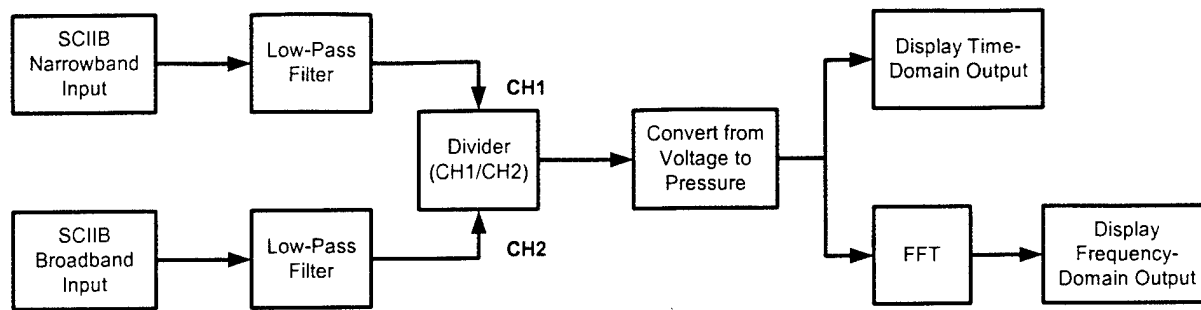 SCIIB
Narrowband
Input
Low-Pass
Filter
CH1
Divider
(CH1/CH2)
Convert from
Voltage to
Pressure
Display Time-
Domain Output
SCIIB
Broadband
Input
Low-Pass
Filter
CH2
FFT
Display
Frequency-
Domain Output